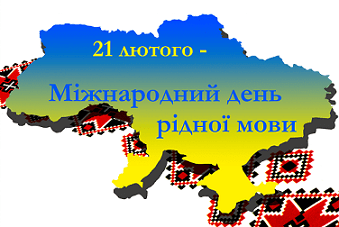 21 лютого -
Міжнародний день
рідної мови